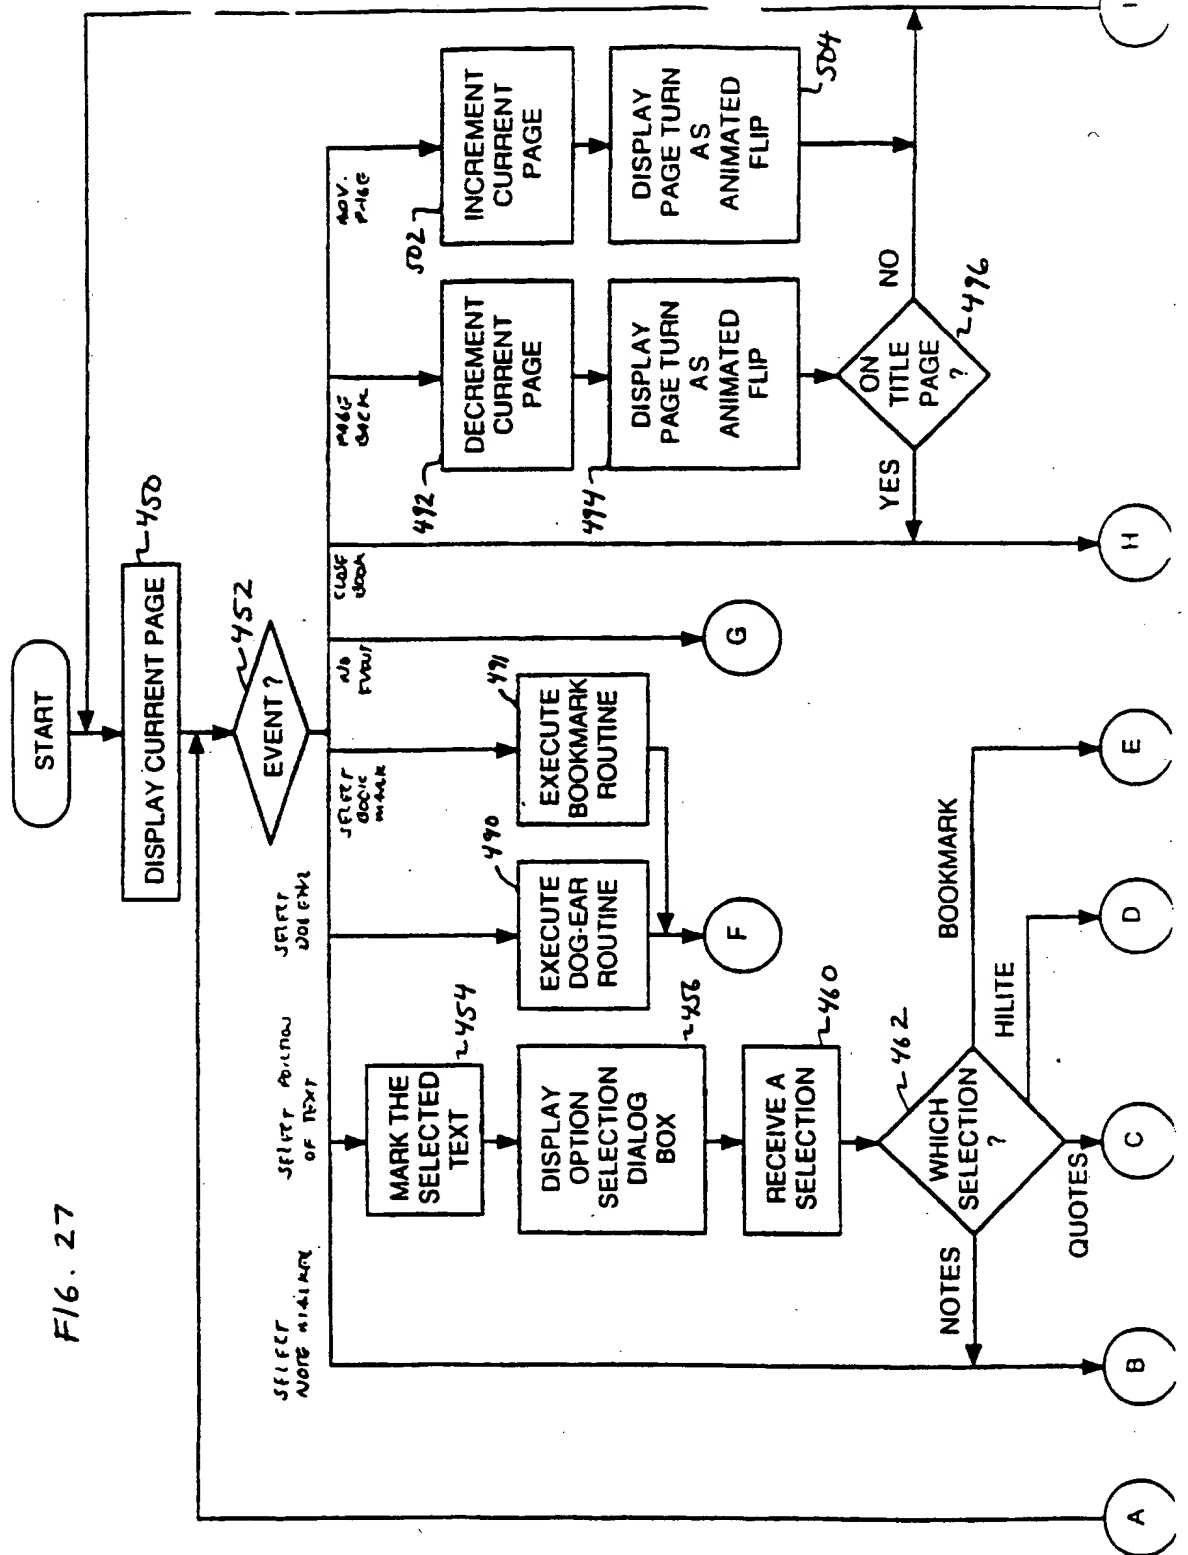 FIG. 27
START
DISPLAY CURRENT PAGE
450
EVENT ?
452
SELECT
NOTE MARKER
SELECT PORTION
OF TEXT
SELECT
DOG EAR
SELECT
BOOK
MARK
NO
EVENT
CLOSE
BOOK
PAGE
BACK
ADV.
PAGE
MARK THE
SELECTED
TEXT
454
DISPLAY
OPTION
SELECTION
DIALOG
BOX
456
RECEIVE A
SELECTION
460
WHICH
SELECTION
?
462
NOTES
QUOTES
HILITE
BOOKMARK
490
EXECUTE
DOG-EAR
ROUTINE
491
EXECUTE
BOOKMARK
ROUTINE
492
DECREMENT
CURRENT
PAGE
494
DISPLAY
PAGE TURN
AS
ANIMATED
FLIP
ON
TITLE
PAGE
?
496
YES
NO
502
INCREMENT
CURRENT
PAGE
DISPLAY
PAGE TURN
AS
ANIMATED
FLIP
504
A
B
C
D
E
F
G
H
I